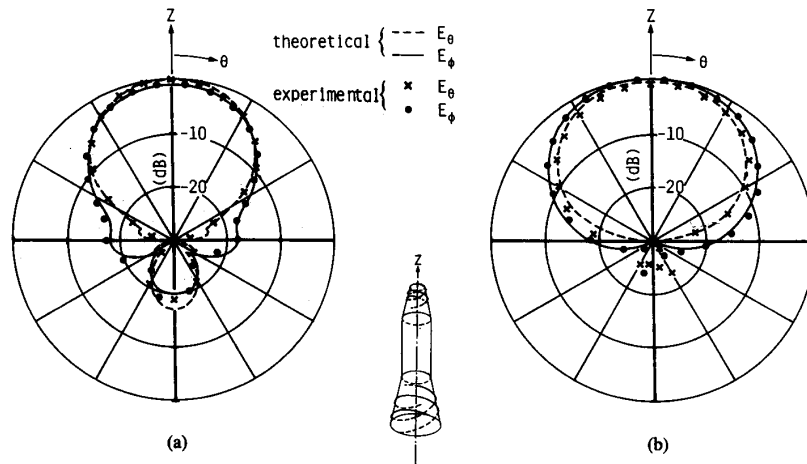 Z
θ
theoretical { --- E_θ
— E_φ
experimental { × E_θ
• E_φ
Z
θ
-10
(dB)
-20
-10
(dB)
-20
Z
(a)
(b)